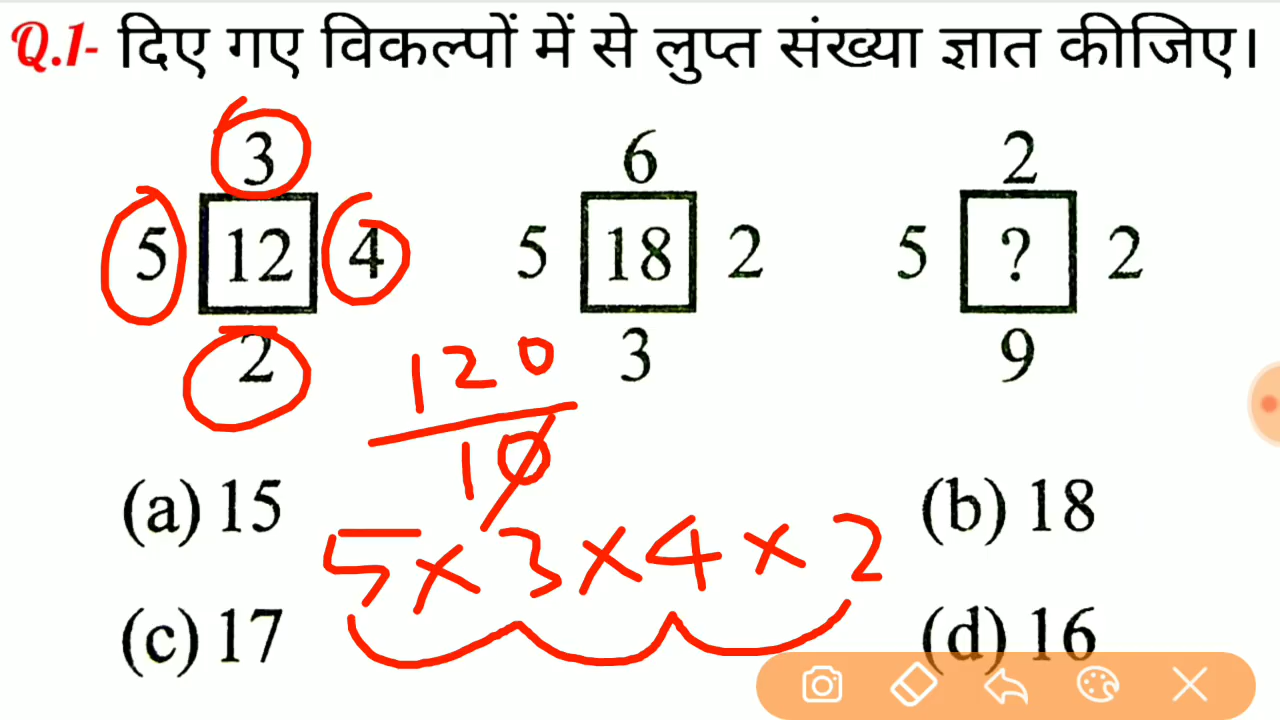 Q.1- दिए गए विकल्पों में से लुप्त संख्या ज्ञात कीजिए।
3 6 2
5 12 4 5 18 2 5 ? 2
2 3 9
120
10
(a) 15 (b) 18
5 × 3 × 4 × 2
(c) 17 (d) 16